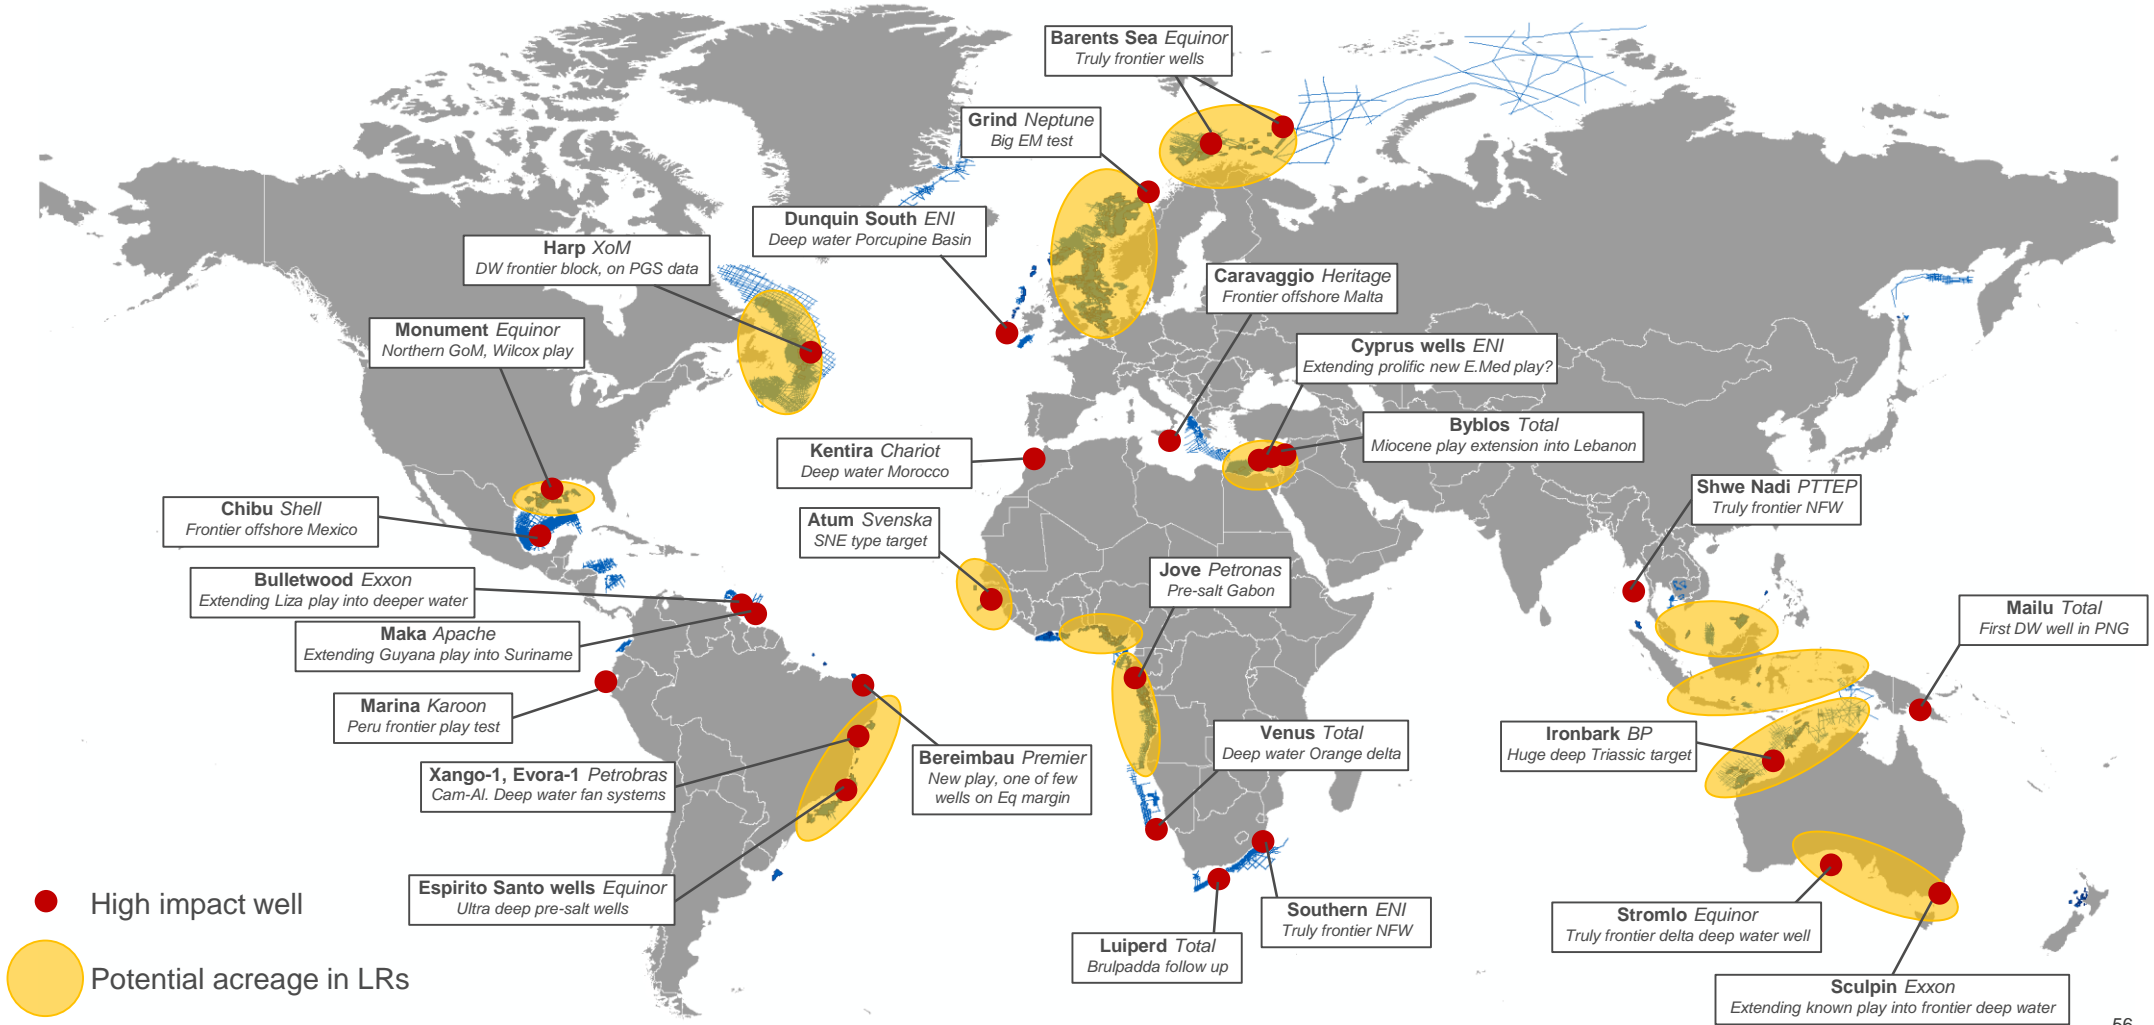 Barents Sea Equinor
Truly frontier wells
Grind Neptune
Big EM test
Dunquin South ENI
Deep water Porcupine Basin
Harp XoM
DW frontier block, on PGS data
Caravaggio Heritage
Frontier offshore Malta
Monument Equinor
Northern GoM, Wilcox play
Cyprus wells ENI
Extending prolific new E.Med play?
Byblos Total
Miocene play extension into Lebanon
Kentira Chariot
Deep water Morocco
Shwe Nadi PTTEP
Truly frontier NFW
Chibu Shell
Frontier offshore Mexico
Atum Svenska
SNE type target
Jove Petronas
Pre-salt Gabon
Bulletwood Exxon
Extending Liza play into deeper water
Mailu Total
First DW well in PNG
Maka Apache
Extending Guyana play into Suriname
Marina Karoon
Peru frontier play test
Venus Total
Deep water Orange delta
Ironbark BP
Huge deep Triassic target
Bereimbau Premier
New play, one of few
wells on Eq margin
Xango-1, Evora-1 Petrobras
Cam-Al. Deep water fan systems
Espirito Santo wells Equinor
Ultra deep pre-salt wells
High impact well
Southern ENI
Truly frontier NFW
Stromlo Equinor
Truly frontier delta deep water well
Luiperd Total
Brulpadda follow up
Potential acreage in LRs
Sculpin Exxon
Extending known play into frontier deep water
56